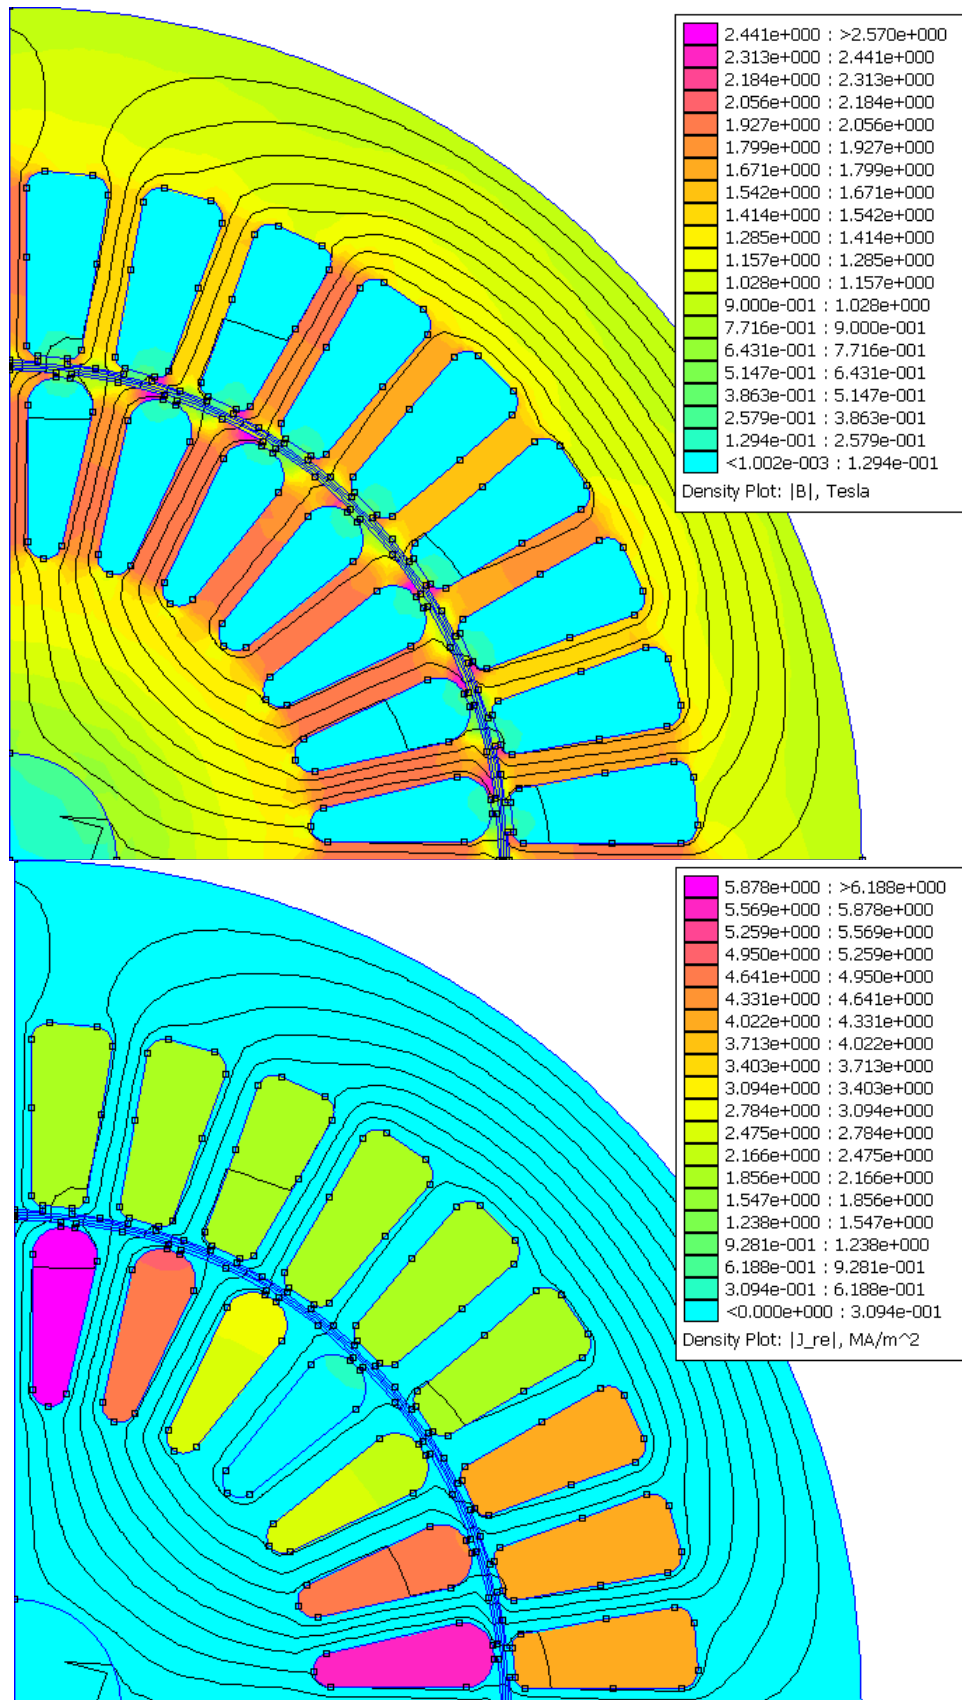 2.441e+000 : >2.570e+000
2.313e+000 : 2.441e+000
2.184e+000 : 2.313e+000
2.056e+000 : 2.184e+000
1.927e+000 : 2.056e+000
1.799e+000 : 1.927e+000
1.671e+000 : 1.799e+000
1.542e+000 : 1.671e+000
1.414e+000 : 1.542e+000
1.285e+000 : 1.414e+000
1.157e+000 : 1.285e+000
1.028e+000 : 1.157e+000
9.000e-001 : 1.028e+000
7.716e-001 : 9.000e-001
6.431e-001 : 7.716e-001
5.147e-001 : 6.431e-001
3.863e-001 : 5.147e-001
2.579e-001 : 3.863e-001
1.294e-001 : 2.579e-001
<1.002e-003 : 1.294e-001
Density Plot: |B|, Tesla
5.878e+000 : >6.188e+000
5.569e+000 : 5.878e+000
5.259e+000 : 5.569e+000
4.950e+000 : 5.259e+000
4.641e+000 : 4.950e+000
4.331e+000 : 4.641e+000
4.022e+000 : 4.331e+000
3.713e+000 : 4.022e+000
3.403e+000 : 3.713e+000
3.094e+000 : 3.403e+000
2.784e+000 : 3.094e+000
2.475e+000 : 2.784e+000
2.166e+000 : 2.475e+000
1.856e+000 : 2.166e+000
1.547e+000 : 1.856e+000
1.238e+000 : 1.547e+000
9.281e-001 : 1.238e+000
6.188e-001 : 9.281e-001
3.094e-001 : 6.188e-001
<0.000e+000 : 3.094e-001
Density Plot: |J_re|, MA/m^2